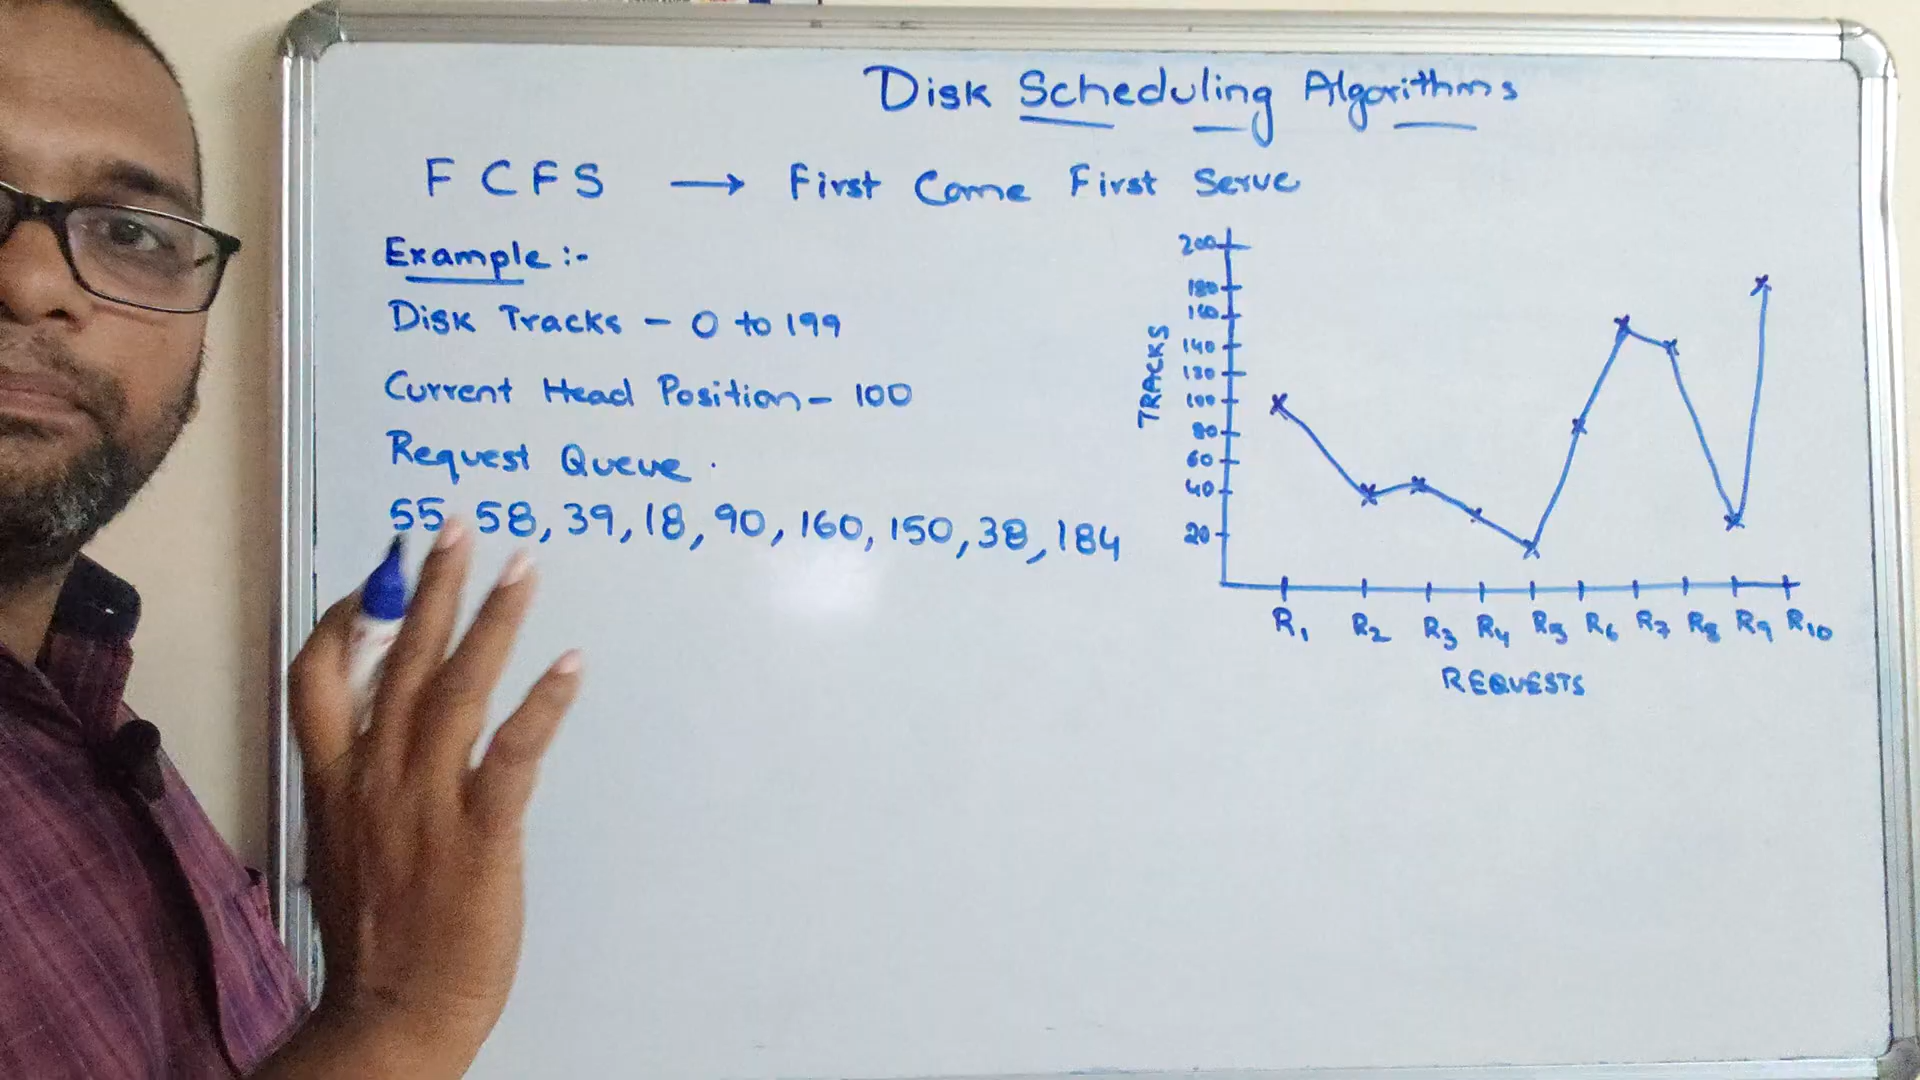 Disk Scheduling Algorithms
FCFS → First Come First Serve
Example :-
Disk Tracks - 0 to 199
Current Head Position - 100
Request Queue .
55, 58, 39, 18, 90, 160, 150, 38, 184
TRACKS
200
180
160
140
120
100
80
60
40
20
R1 R2 R3 R4 R5 R6 R7 R8 R9 R10
REQUESTS